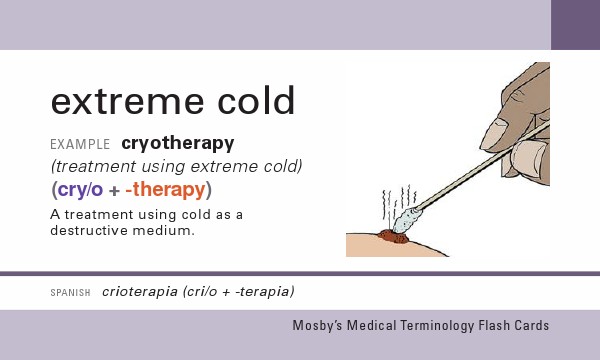 extreme cold
EXAMPLE cryotherapy
(treatment using extreme cold)
(cry/o + -therapy)
A treatment using cold as a
destructive medium.
SPANISH crioterapia (cri/o + -terapia)
Mosby's Medical Terminology Flash Cards